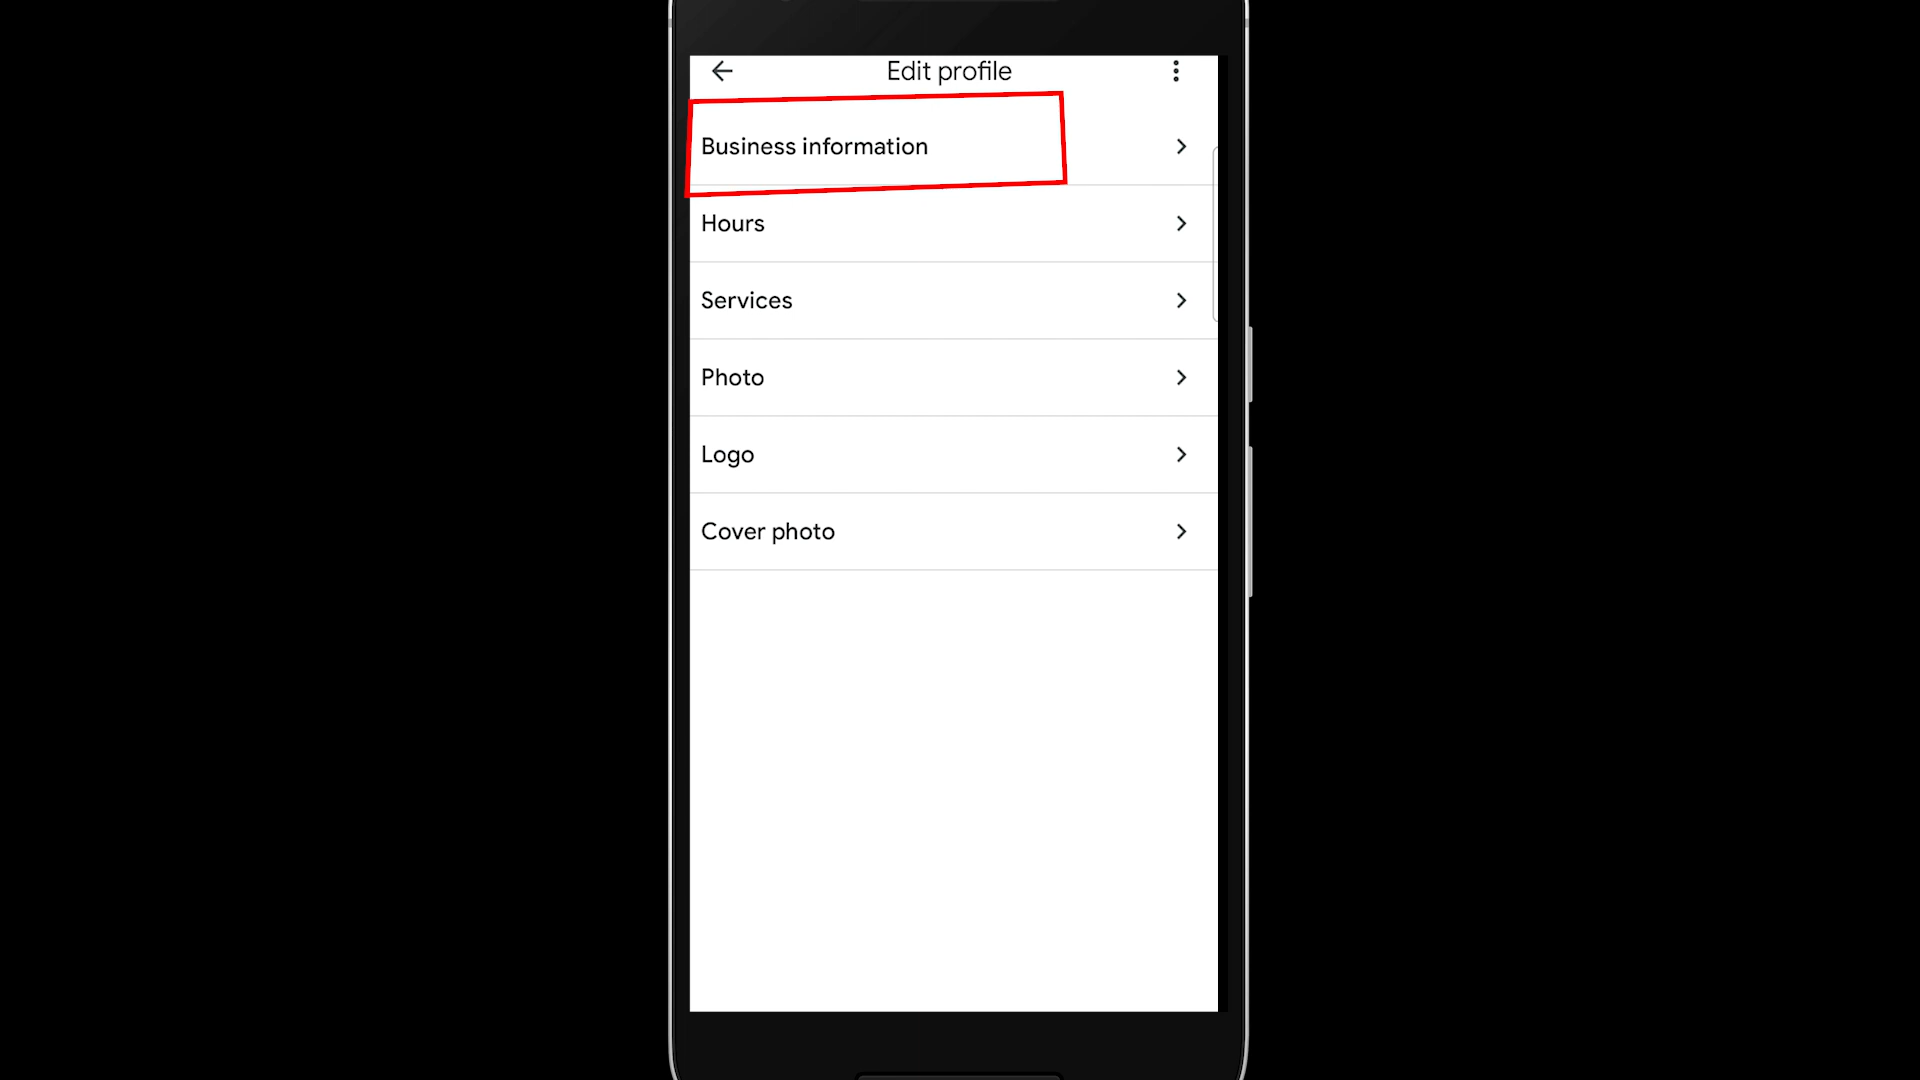 Edit profile
Business information
Hours
Services
Photo
Logo
Cover photo